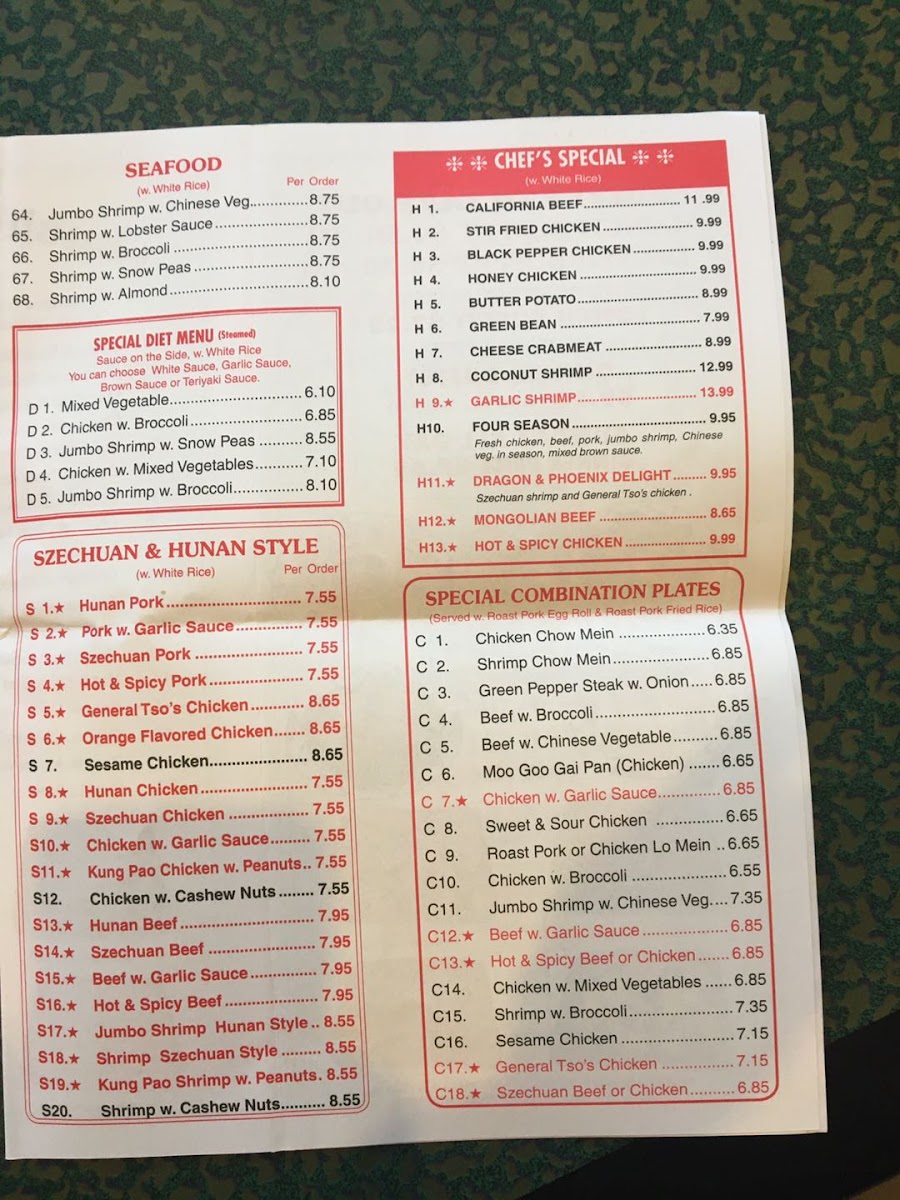 SEAFOOD
(w. White Rice)
Per Order
64. Jumbo Shrimp w. Chinese Veg.............8.75
65. Shrimp w. Lobster Sauce....................8.75
66. Shrimp w. Broccoli............................8.75
67. Shrimp w. Snow Peas........................8.75
68. Shrimp w. Almond............................8.10
SPECIAL DIET MENU (Steamed)
Sauce on the Side, w. White Rice
You can choose White Sauce, Garlic Sauce,
Brown Sauce or Teriyaki Sauce.
D 1. Mixed Vegetable............................6.10
D 2. Chicken w. Broccoli.......................6.85
D 3. Jumbo Shrimp w. Snow Peas ..........8.55
D 4. Chicken w. Mixed Vegetables...........7.10
D 5. Jumbo Shrimp w. Broccoli................8.10
SZECHUAN & HUNAN STYLE
(w. White Rice) Per Order
S 1.★ Hunan Pork..............................7.55
S 2.★ Pork w. Garlic Sauce.................7.55
S 3.★ Szechuan Pork ........................7.55
S 4.★ Hot & Spicy Pork......................7.55
S 5.★ General Tso's Chicken............8.65
S 6.★ Orange Flavored Chicken.......8.65
S 7. Sesame Chicken......................8.65
S 8.★ Hunan Chicken........................7.55
S 9.★ Szechuan Chicken ..................7.55
S10.★ Chicken w. Garlic Sauce.........7.55
S11.★ Kung Pao Chicken w. Peanuts..7.55
S12. Chicken w. Cashew Nuts ........7.55
S13.★ Hunan Beef..............................7.95
S14.★ Szechuan Beef ........................7.95
S15.★ Beef w. Garlic Sauce...............7.95
S16.★ Hot & Spicy Beef.....................7.95
S17.★ Jumbo Shrimp Hunan Style ..8.55
S18.★ Shrimp Szechuan Style .........8.55
S19.★ Kung Pao Shrimp w. Peanuts.8.55
S20. Shrimp w. Cashew Nuts..........8.55
CHEF'S SPECIAL
(w. White Rice)
H 1. CALIFORNIA BEEF...........................11 .99
H 2. STIR FRIED CHICKEN.......................9.99
H 3. BLACK PEPPER CHICKEN................9.99
H 4. HONEY CHICKEN ............................9.99
H 5. BUTTER POTATO.............................8.99
H 6. GREEN BEAN .................................7.99
H 7. CHEESE CRABMEAT .......................8.99
H 8. COCONUT SHRIMP .......................12.99
H 9.★ GARLIC SHRIMP............................13.99
H10. FOUR SEASON...............................9.95
Fresh chicken, beef, pork, jumbo shrimp, Chinese
veg. in season, mixed brown sauce.
H11.★ DRAGON & PHOENIX DELIGHT.........9.95
Szechuan shrimp and General Tso's chicken .
H12.★ MONGOLIAN BEEF .........................8.65
H13.★ HOT & SPICY CHICKEN ...................9.99
SPECIAL COMBINATION PLATES
(Served w. Roast Pork Egg Roll & Roast Pork Fried Rice)
C 1. Chicken Chow Mein ...................6.35
C 2. Shrimp Chow Mein.....................6.85
C 3. Green Pepper Steak w. Onion.....6.85
C 4. Beef w. Broccoli.........................6.85
C 5. Beef w. Chinese Vegetable..........6.85
C 6. Moo Goo Gai Pan (Chicken) .......6.65
C 7.★ Chicken w. Garlic Sauce..............6.85
C 8. Sweet & Sour Chicken ...............6.65
C 9. Roast Pork or Chicken Lo Mein ..6.65
C10. Chicken w. Broccoli ...................6.55
C11. Jumbo Shrimp w. Chinese Veg....7.35
C12.★ Beef w. Garlic Sauce...................6.85
C13.★ Hot & Spicy Beef or Chicken.......6.85
C14. Chicken w. Mixed Vegetables ......6.85
C15. Shrimp w. Broccoli.......................7.35
C16. Sesame Chicken .........................7.15
C17.★ General Tso's Chicken .................7.15
C18.★ Szechuan Beef or Chicken..........6.85